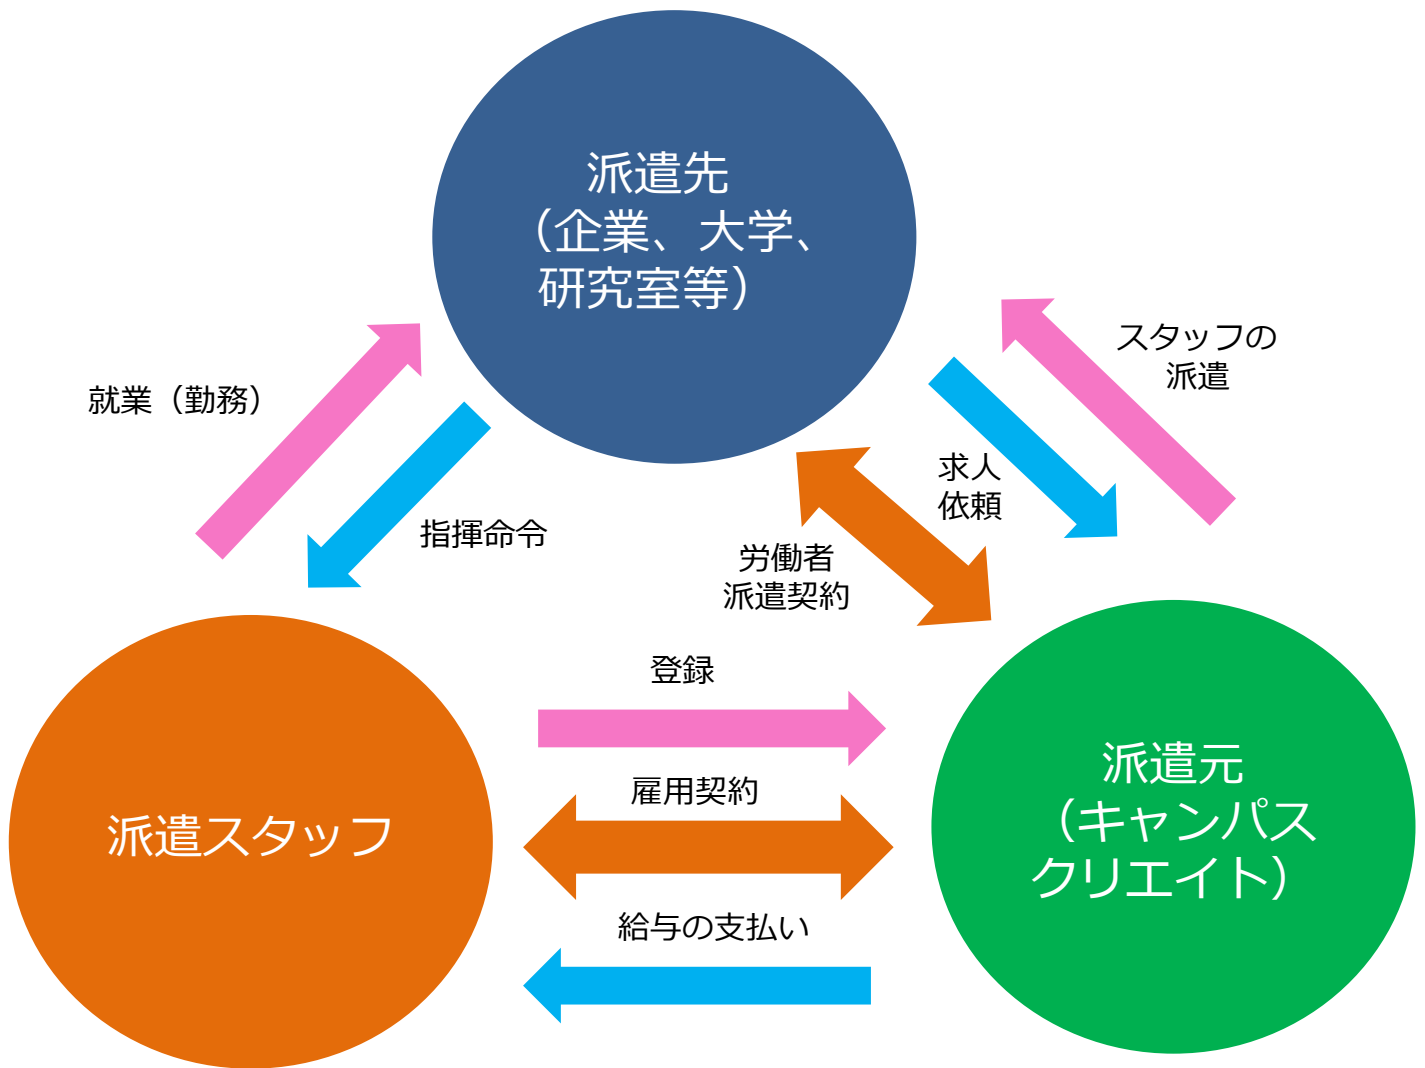 派遣先
（企業、大学、
研究室等）
スタッフの
派遣
就業（勤務）
求人
依頼
指揮命令
労働者
派遣契約
登録
雇用契約
給与の支払い
派遣スタッフ
派遣元
（キャンパス
クリエイト）